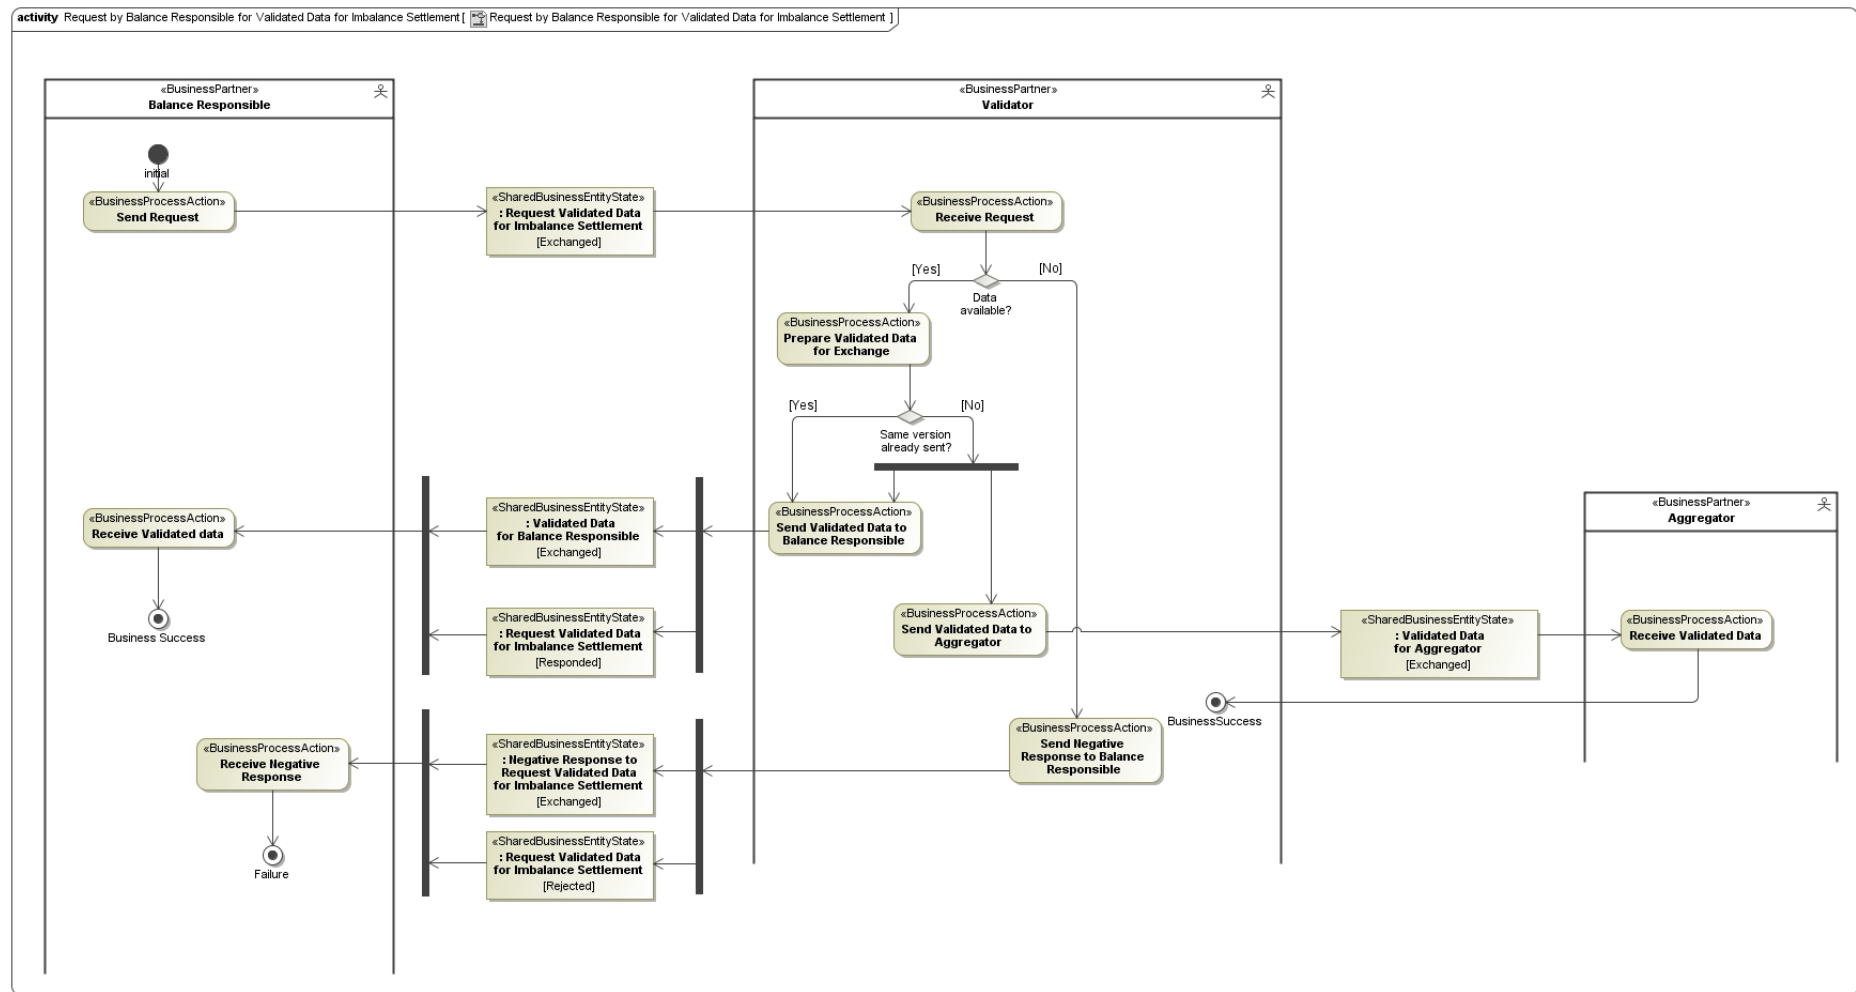 activity Request by Balance Responsible for Validated Data for Imbalance Settlement [ Request by Balance Responsible for Validated Data for Imbalance Settlement ]
«BusinessPartner»
Balance Responsible
«BusinessPartner»
Validator
initial
«BusinessProcessAction»
Send Request
«SharedBusinessEntityState»
: Request Validated Data
for Imbalance Settlement
[Exchanged]
«BusinessProcessAction»
Receive Request
[Yes]
[No]
Data
available?
«BusinessProcessAction»
Prepare Validated Data
for Exchange
[Yes]
[No]
Same version
already sent?
«BusinessProcessAction»
Receive Validated data
Business Success
«SharedBusinessEntityState»
: Validated Data
for Balance Responsible
[Exchanged]
«BusinessProcessAction»
Send Validated Data to
Balance Responsible
«BusinessPartner»
Aggregator
«SharedBusinessEntityState»
: Request Validated Data
for Imbalance Settlement
[Responded]
«BusinessProcessAction»
Send Validated Data to
Aggregator
«SharedBusinessEntityState»
: Validated Data
for Aggregator
[Exchanged]
«BusinessProcessAction»
Receive Validated Data
BusinessSuccess
«BusinessProcessAction»
Send Negative
Response to Balance
Responsible
«BusinessProcessAction»
Receive Negative
Response
«SharedBusinessEntityState»
: Negative Response to
Request Validated Data
for Imbalance Settlement
[Exchanged]
Failure
«SharedBusinessEntityState»
: Request Validated Data
for Imbalance Settlement
[Rejected]